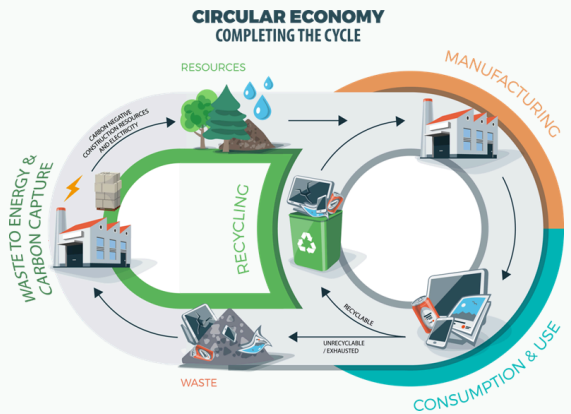 CIRCULAR ECONOMY
COMPLETING THE CYCLE
RESOURCES
MANUFACTURING
CARBON NEGATIVE
CONSTRUCTION RESOURCES
AND ELECTRICITY
WASTE TO ENERGY &
CARBON CAPTURE
RECYCLING
RECYCLABLE
UNRECYCLABLE
/ EXHAUSTED
WASTE
CONSUMPTION & USE